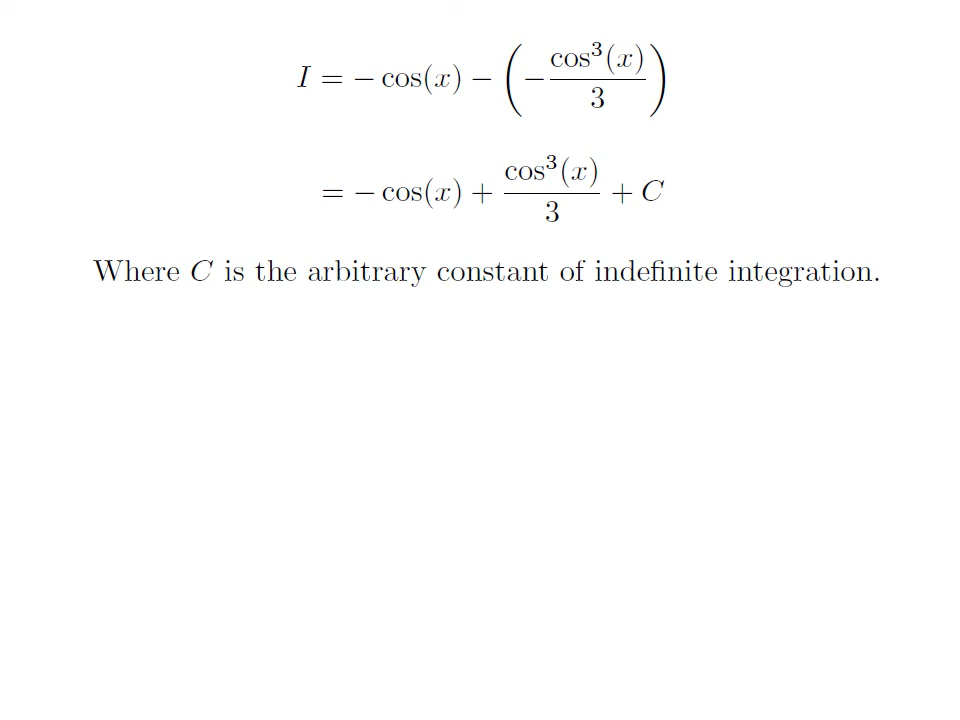 I = − cos(x) − (− cos³(x) / 3)
= − cos(x) + cos³(x) / 3 + C
Where C is the arbitrary constant of indefinite integration.